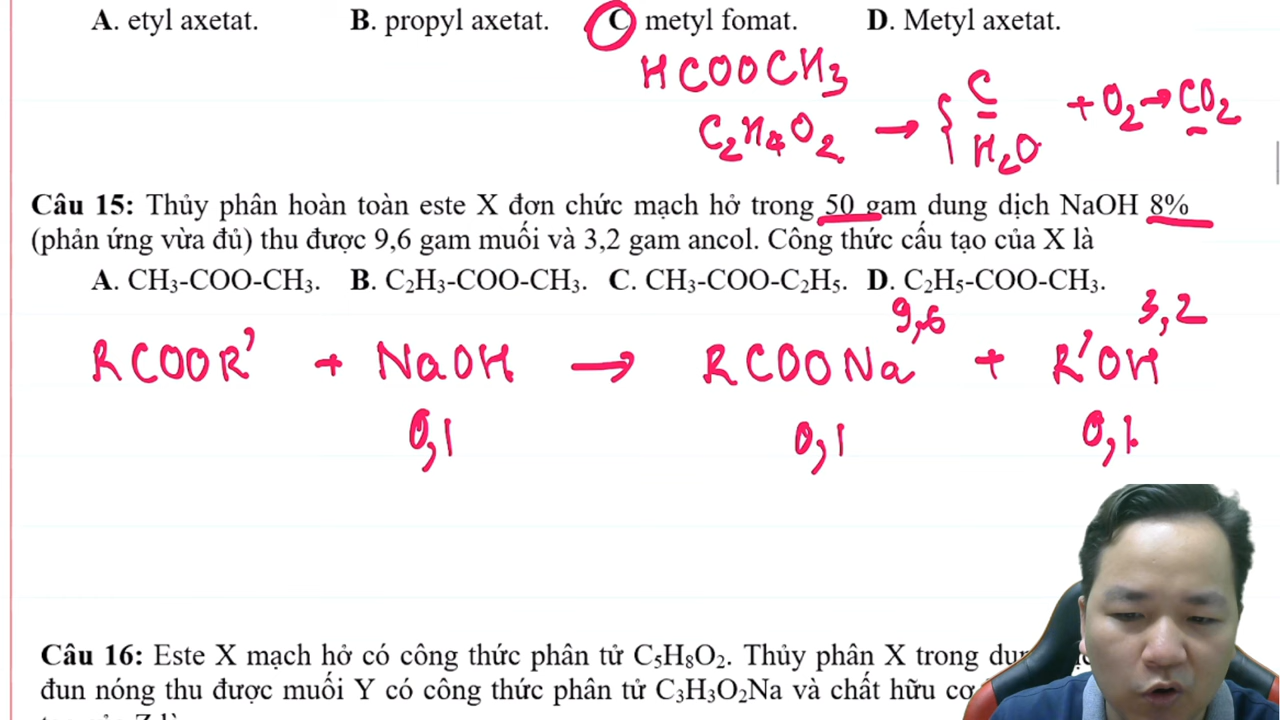 A. etyl axetat. B. propyl axetat. C metyl fomat. D. Metyl axetat.
HCOOCH3
C2H4O2 → { C H2O + O2 → CO2
Câu 15: Thủy phân hoàn toàn este X đơn chức mạch hở trong 50 gam dung dịch NaOH 8%
(phản ứng vừa đủ) thu được 9,6 gam muối và 3,2 gam ancol. Công thức cấu tạo của X là
A. CH3-COO-CH3. B. C2H3-COO-CH3. C. CH3-COO-C2H5. D. C2H5-COO-CH3.
9,6 3,2
RCOOR' + NaOH → RCOONa + R'OH
0,1 0,1 0,1
Câu 16: Este X mạch hở có công thức phân tử C5H8O2. Thủy phân X trong
đun nóng thu được muối Y có công thức phân tử C3H3O2Na và chất hữu cơ